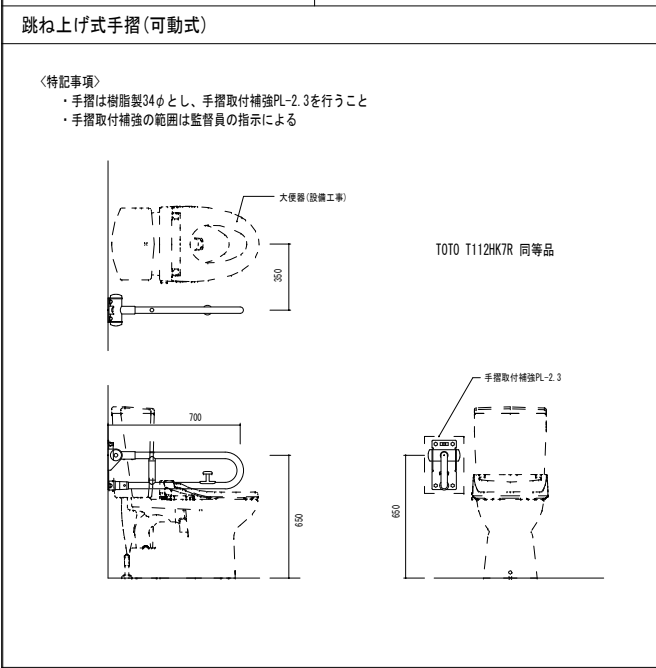 跳ね上げ式手摺(可動式)
〈特記事項〉
・手摺は樹脂製34φとし、手摺取付補強PL-2.3を行うこと
・手摺取付補強の範囲は監督員の指示による
大便器(設備工事)
350
TOTO T112HK7R 同等品
手摺取付補強PL-2.3
700
650
650